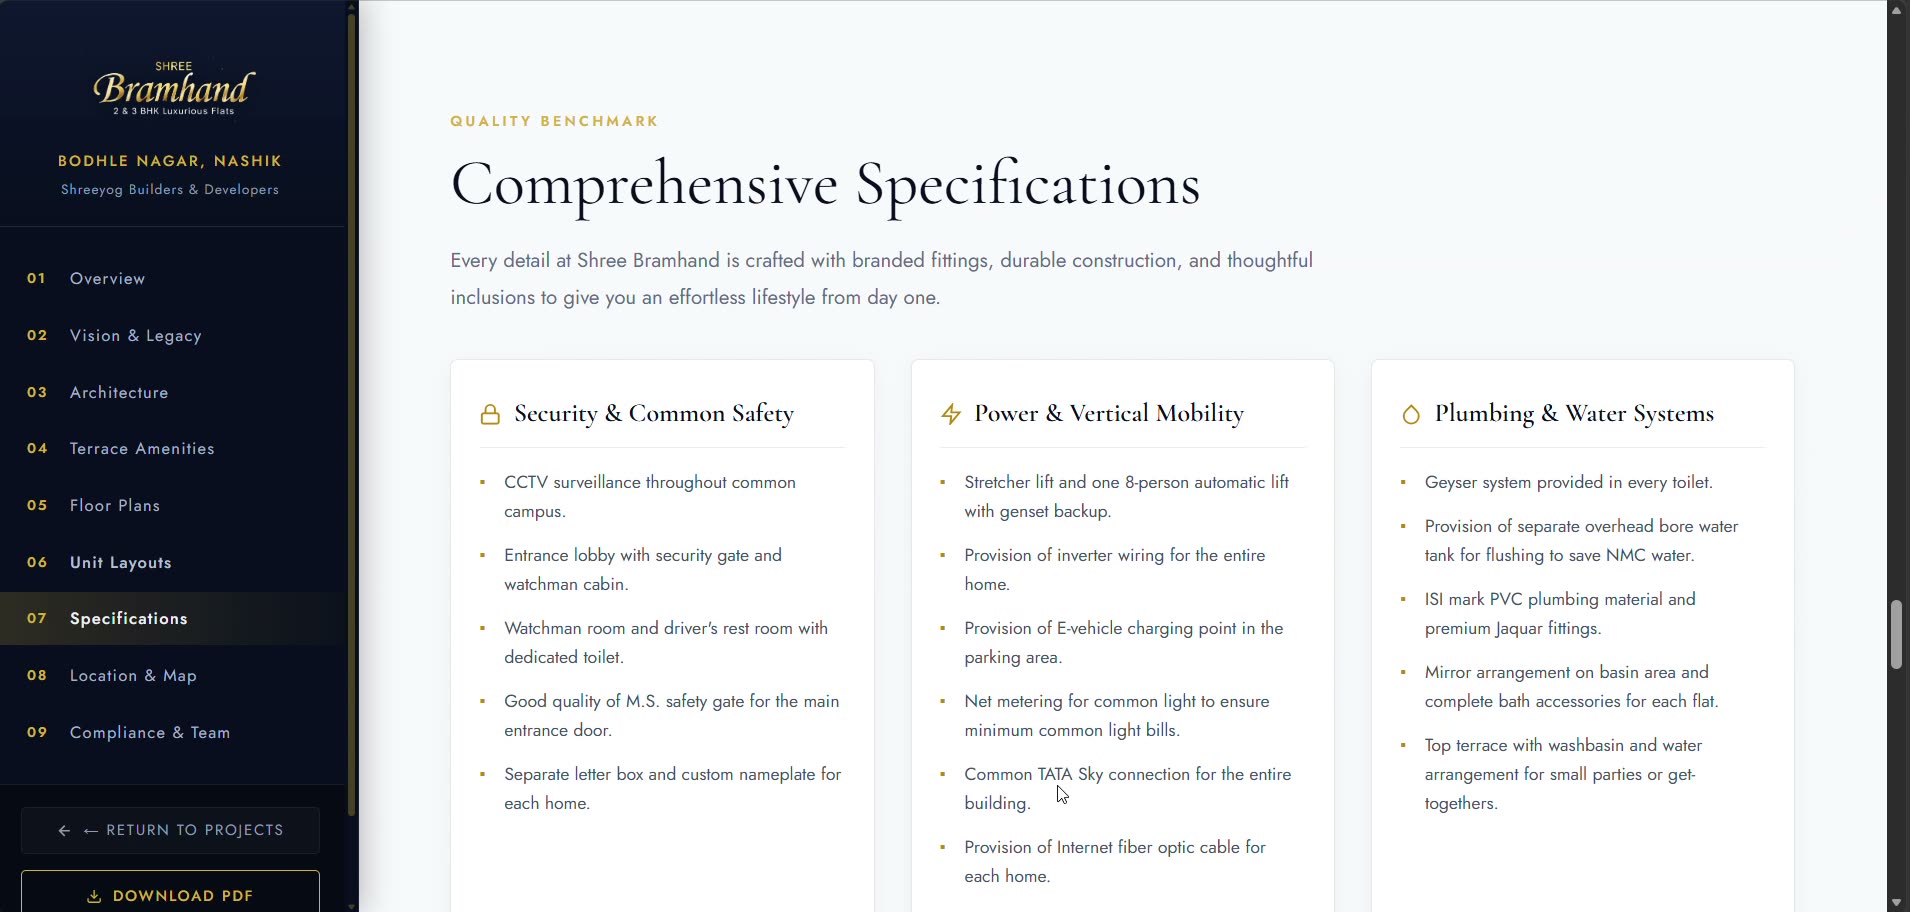 SHREE
Bramhand
2 & 3 BHK Luxurious Flats
BODHLE NAGAR, NASHIK
Shreeyog Builders & Developers
01 Overview
02 Vision & Legacy
03 Architecture
04 Terrace Amenities
05 Floor Plans
06 Unit Layouts
07 Specifications
08 Location & Map
09 Compliance & Team
← ← RETURN TO PROJECTS
DOWNLOAD PDF
QUALITY BENCHMARK
Comprehensive Specifications
Every detail at Shree Bramhand is crafted with branded fittings, durable construction, and thoughtful
inclusions to give you an effortless lifestyle from day one.
Security & Common Safety
CCTV surveillance throughout common
campus.
Entrance lobby with security gate and
watchman cabin.
Watchman room and driver's rest room with
dedicated toilet.
Good quality of M.S. safety gate for the main
entrance door.
Separate letter box and custom nameplate for
each home.
Power & Vertical Mobility
Stretcher lift and one 8-person automatic lift
with genset backup.
Provision of inverter wiring for the entire
home.
Provision of E-vehicle charging point in the
parking area.
Net metering for common light to ensure
minimum common light bills.
Common TATA Sky connection for the entire
building.
Provision of Internet fiber optic cable for
each home.
Plumbing & Water Systems
Geyser system provided in every toilet.
Provision of separate overhead bore water
tank for flushing to save NMC water.
ISI mark PVC plumbing material and
premium Jaquar fittings.
Mirror arrangement on basin area and
complete bath accessories for each flat.
Top terrace with washbasin and water
arrangement for small parties or get-
togethers.